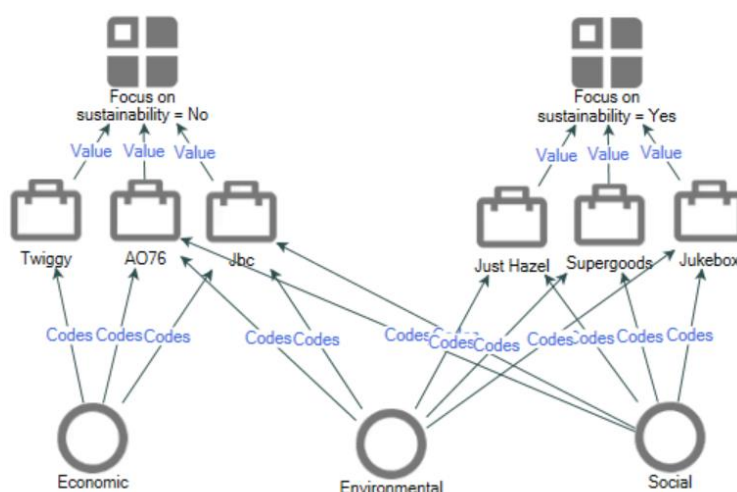 Focus on
sustainability = No
Focus on
sustainability = Yes
Value
Value
Value
Value
Value
Value
Twiggy
AO76
Jbc
Just Hazel
Supergoods
Jukebox
Codes
Codes
Codes
Codes
Codes
Codes
Codes
Codes
Codes
Codes
Codes
Economic
Environmental
Social